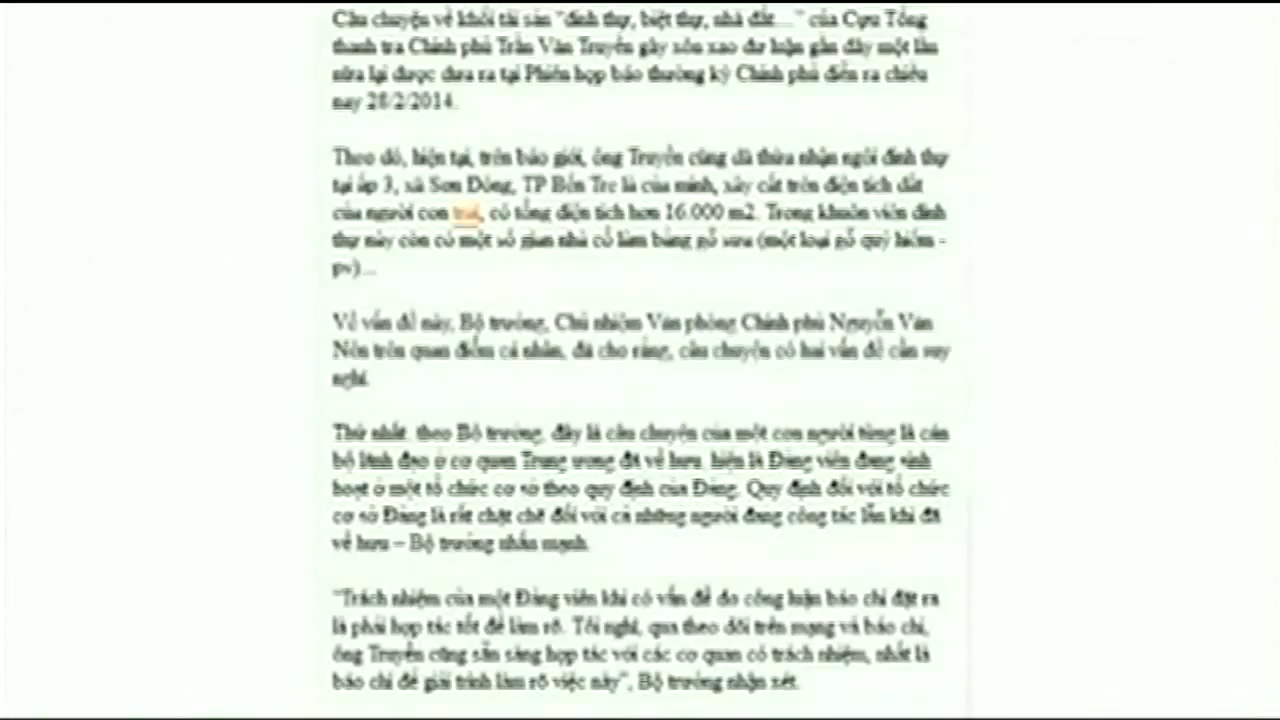 Câu chuyện về khối tài sản "dinh thự, biệt thự, nhà đất…" của Cựu Tổng
thanh tra Chính phủ Trần Văn Truyền gây xôn xao dư luận gần đây một lần
nữa lại được đưa ra tại Phiên họp báo thường kỳ Chính phủ diễn ra chiều
nay 28/2/2014.
Theo đó, hiện tại, trên báo giới, ông Truyền cũng đã thừa nhận ngôi dinh thự
tại ấp 3, xã Sơn Đông, TP Bến Tre là của mình, xây cất trên diện tích đất
của người con trai, có tổng diện tích hơn 16.000 m2. Trong khuôn viên dinh
thự này còn có một số gian nhà cổ làm bằng gỗ sưa (một loại gỗ quý hiếm -
pv)...
Về vấn đề này, Bộ trưởng, Chủ nhiệm Văn phòng Chính phủ Nguyễn Văn
Nên trên quan điểm cá nhân, đã cho rằng, câu chuyện có hai vấn đề cần suy
nghĩ.
Thứ nhất, theo Bộ trưởng, đây là câu chuyện của một con người từng là cán
bộ lãnh đạo ở cơ quan Trung ương đã về hưu, hiện là Đảng viên đang sinh
hoạt ở một tổ chức cơ sở theo quy định của Đảng. Quy định đối với tổ chức
cơ sở Đảng là rất chặt chẽ đối với cả những người đang công tác lẫn khi đã
về hưu – Bộ trưởng nhấn mạnh.
"Trách nhiệm của một Đảng viên khi có vấn đề do công luận báo chí đặt ra
là phải hợp tác tốt để làm rõ. Tôi nghĩ, qua theo dõi trên mạng và báo chí,
ông Truyền cũng sẵn sàng hợp tác với các cơ quan có trách nhiệm, nhất là
báo chí để giải trình làm rõ việc này", Bộ trưởng nhận xét.